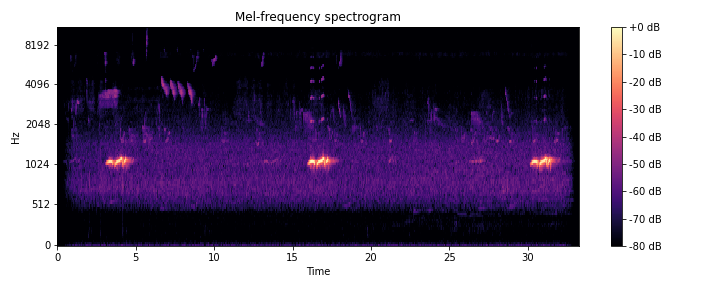 Mel-frequency spectrogram
Hz
8192
4096
2048
1024
512
0
0 5 10 15 20 25 30
Time
+0 dB
-10 dB
-20 dB
-30 dB
-40 dB
-50 dB
-60 dB
-70 dB
-80 dB